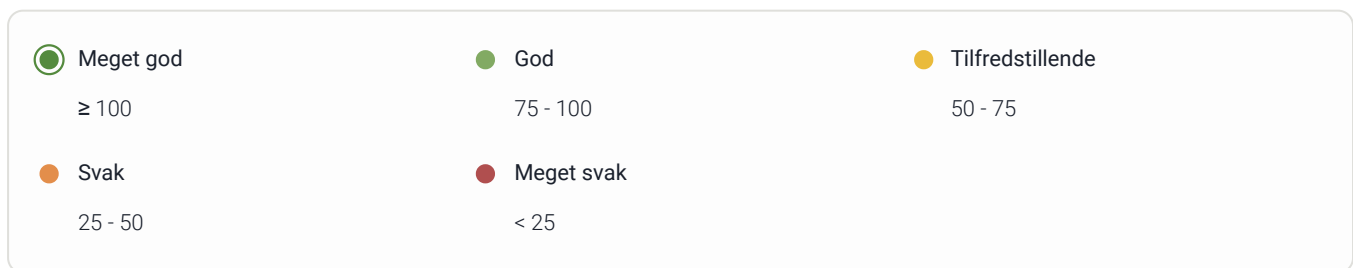 Meget god
≥ 100
God
75 - 100
Tilfredstillende
50 - 75
Svak
25 - 50
Meget svak
< 25